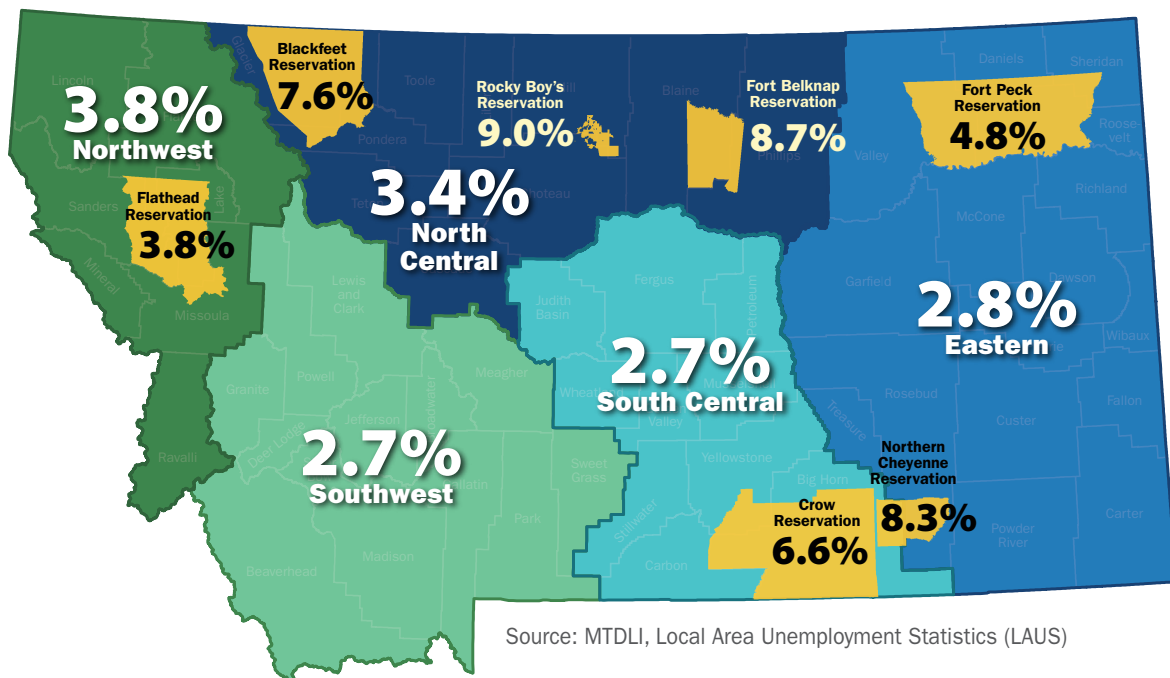 Blackfeet
Reservation
7.6%
Rocky Boy's
Reservation
9.0%
Fort Belknap
Reservation
8.7%
Fort Peck
Reservation
4.8%
3.8%
Northwest
Flathead
Reservation
3.8%
3.4%
North
Central
2.8%
Eastern
2.7%
South Central
2.7%
Southwest
Northern
Cheyenne
Reservation
8.3%
Crow
Reservation
6.6%
Lincoln
Glacier
Toole
Blaine
Daniels
Sheridan
Roose-
velt
Pondera
Phillips
Valley
Richland
Sanders
Lake
McCone
Mineral
Missoula
Lewis
and
Clark
Fergus
Petroleum
Garfield
Dawson
Judith
Basin
Wibaux
Granite
Powell
Meagher
Jefferson
Deer Lodge
Treasure
Rosebud
Custer
Fallon
Ravalli
Sweet
Grass
Valley
Yellowstone
Big Horn
Park
Stillwater
Carbon
Powder
River
Carter
Madison
Beaverhead
Source: MTDLI, Local Area Unemployment Statistics (LAUS)